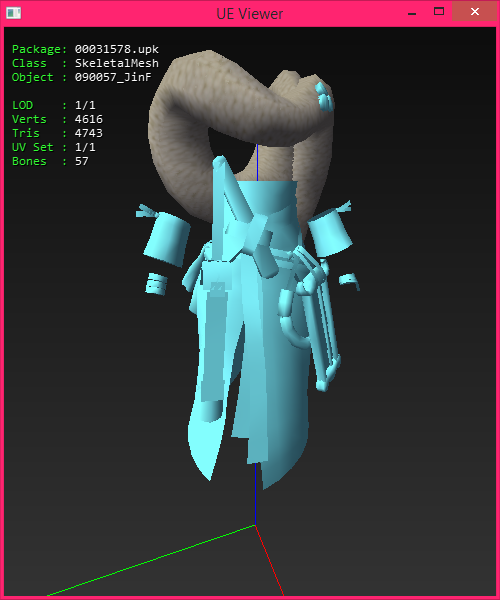 UE Viewer
Package: 00031578.upk
Class : SkeletalMesh
Object : 090057_JinF
LOD : 1/1
Verts : 4616
Tris : 4743
UV Set : 1/1
Bones : 57